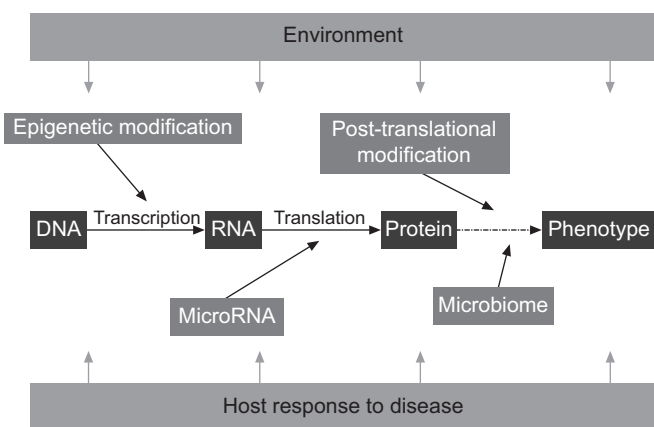 Environment
Epigenetic modification
Post-translational
modification
DNA
Transcription
RNA
Translation
Protein
Phenotype
MicroRNA
Microbiome
Host response to disease